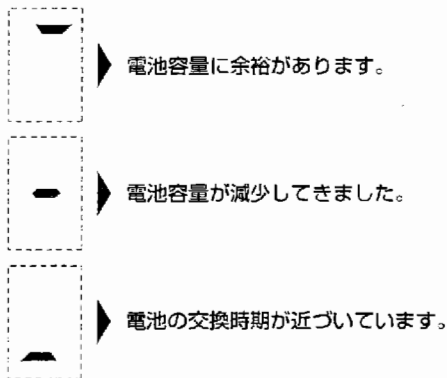 電池容量に余裕があります。
電池容量が減少してきました。
電池の交換時期が近づいています。